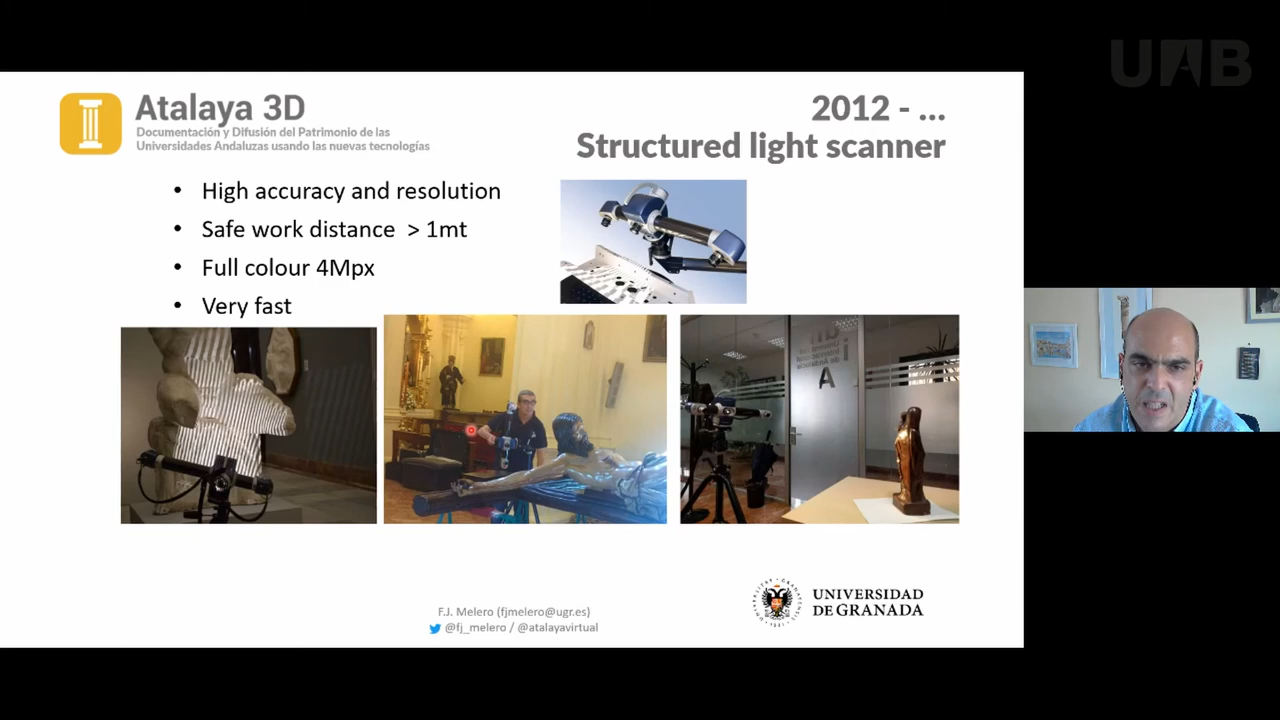 UAB
Atalaya 3D
Documentación y Difusión del Patrimonio de las
Universidades Andaluzas usando las nuevas tecnologías
2012 - ...
Structured light scanner
• High accuracy and resolution
• Safe work distance > 1mt
• Full colour 4Mpx
• Very fast
A
F.J. Melero (fjmelero@ugr.es)
@fj_melero / @atalayavirtual
UNIVERSIDAD
DE GRANADA